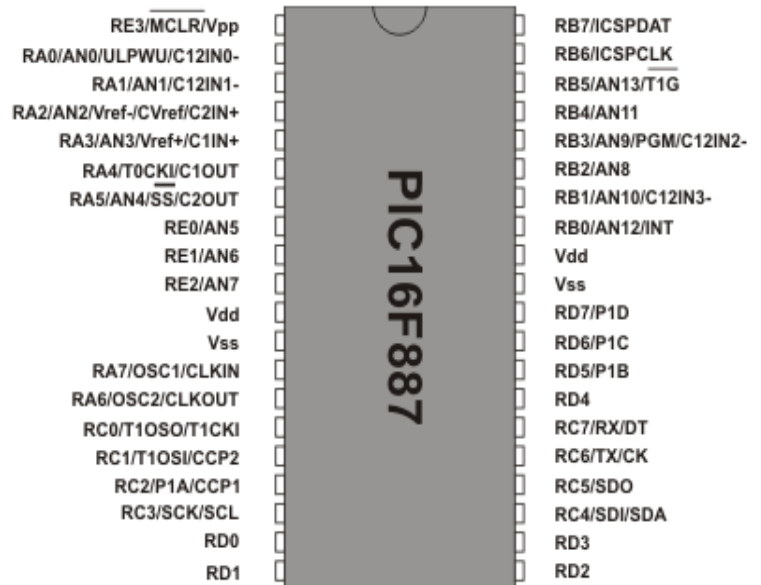 RE3/MCLR/Vpp
RA0/AN0/ULPWU/C12IN0-
RA1/AN1/C12IN1-
RA2/AN2/Vref-/CVref/C2IN+
RA3/AN3/Vref+/C1IN+
RA4/T0CKI/C1OUT
RA5/AN4/SS/C2OUT
RE0/AN5
RE1/AN6
RE2/AN7
Vdd
Vss
RA7/OSC1/CLKIN
RA6/OSC2/CLKOUT
RC0/T1OSO/T1CKI
RC1/T1OSI/CCP2
RC2/P1A/CCP1
RC3/SCK/SCL
RD0
RD1
PIC16F887
RB7/ICSPDAT
RB6/ICSPCLK
RB5/AN13/T1G
RB4/AN11
RB3/AN9/PGM/C12IN2-
RB2/AN8
RB1/AN10/C12IN3-
RB0/AN12/INT
Vdd
Vss
RD7/P1D
RD6/P1C
RD5/P1B
RD4
RC7/RX/DT
RC6/TX/CK
RC5/SDO
RC4/SDI/SDA
RD3
RD2